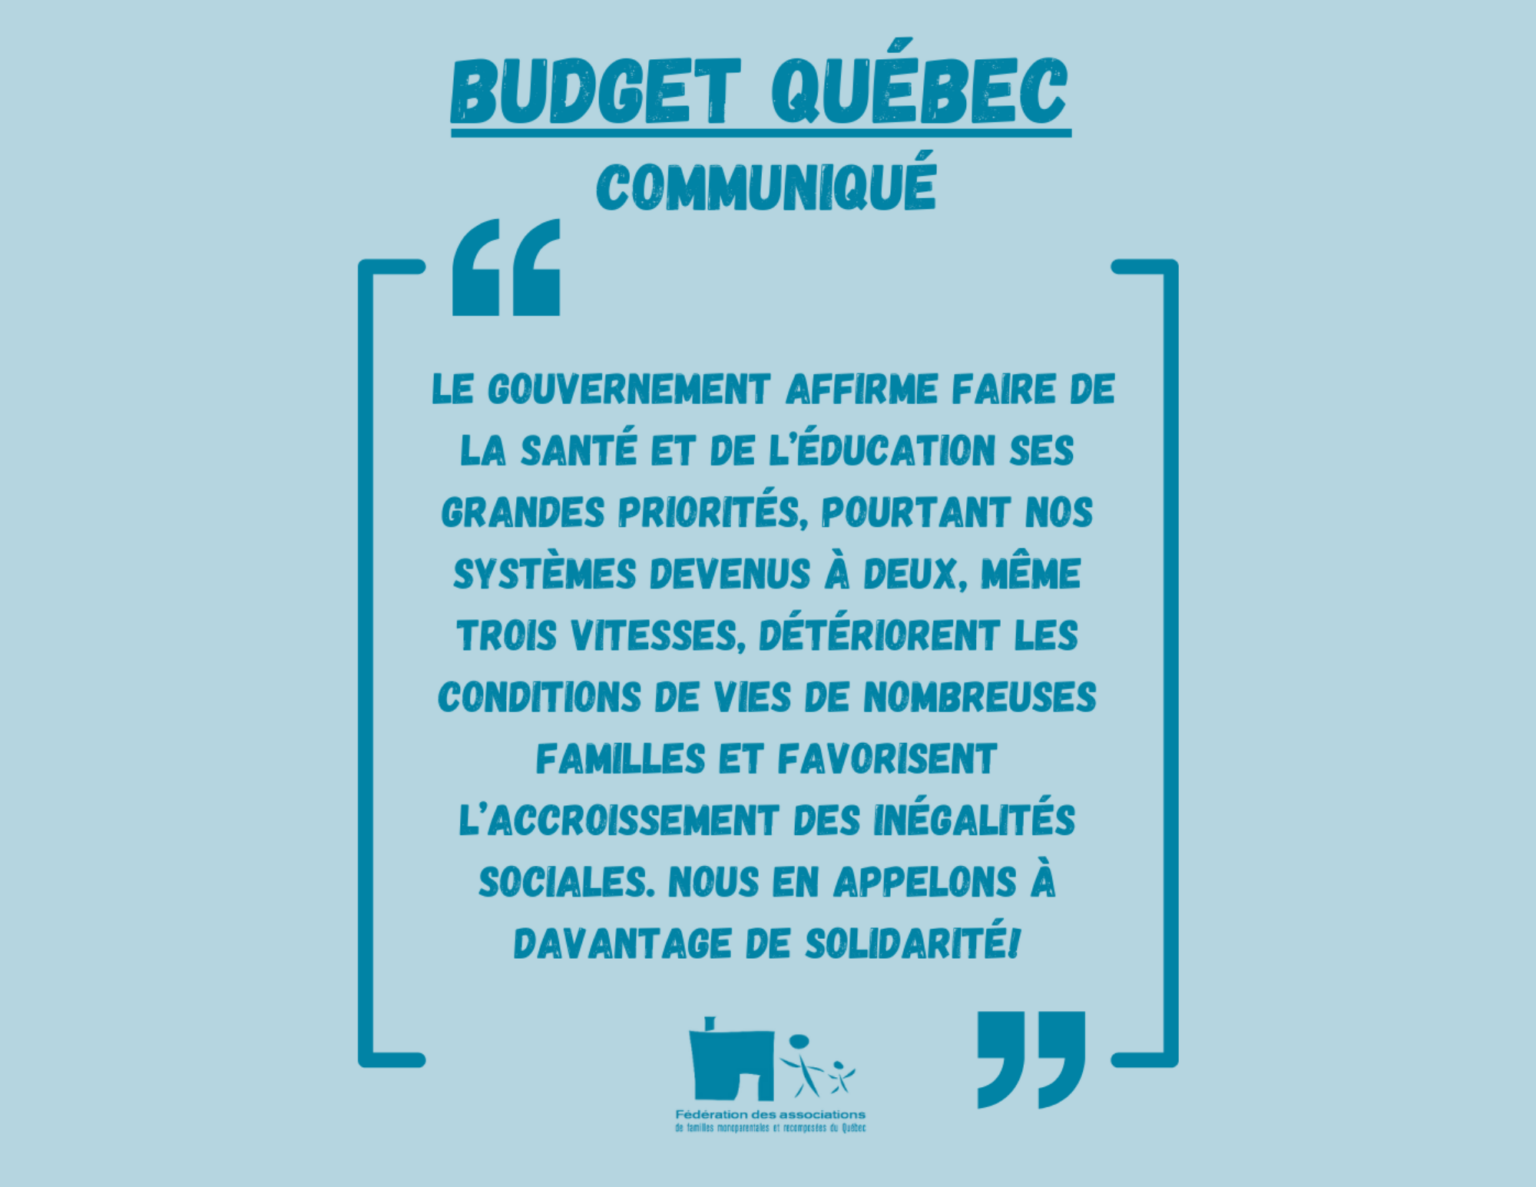 BUDGET QUÉBEC
COMMUNIQUÉ
“
LE GOUVERNEMENT AFFIRME FAIRE DE
LA SANTÉ ET DE L’ÉDUCATION SES
GRANDES PRIORITÉS, POURTANT NOS
SYSTÈMES DEVENUS À DEUX, MÊME
TROIS VITESSES, DÉTÉRIORENT LES
CONDITIONS DE VIES DE NOMBREUSES
FAMILLES ET FAVORISENT
L’ACCROISSEMENT DES INÉGALITÉS
SOCIALES. NOUS EN APPELONS À
DAVANTAGE DE SOLIDARITÉ!
”
Fédération des associations
de familles monoparentales et recomposées du Québec